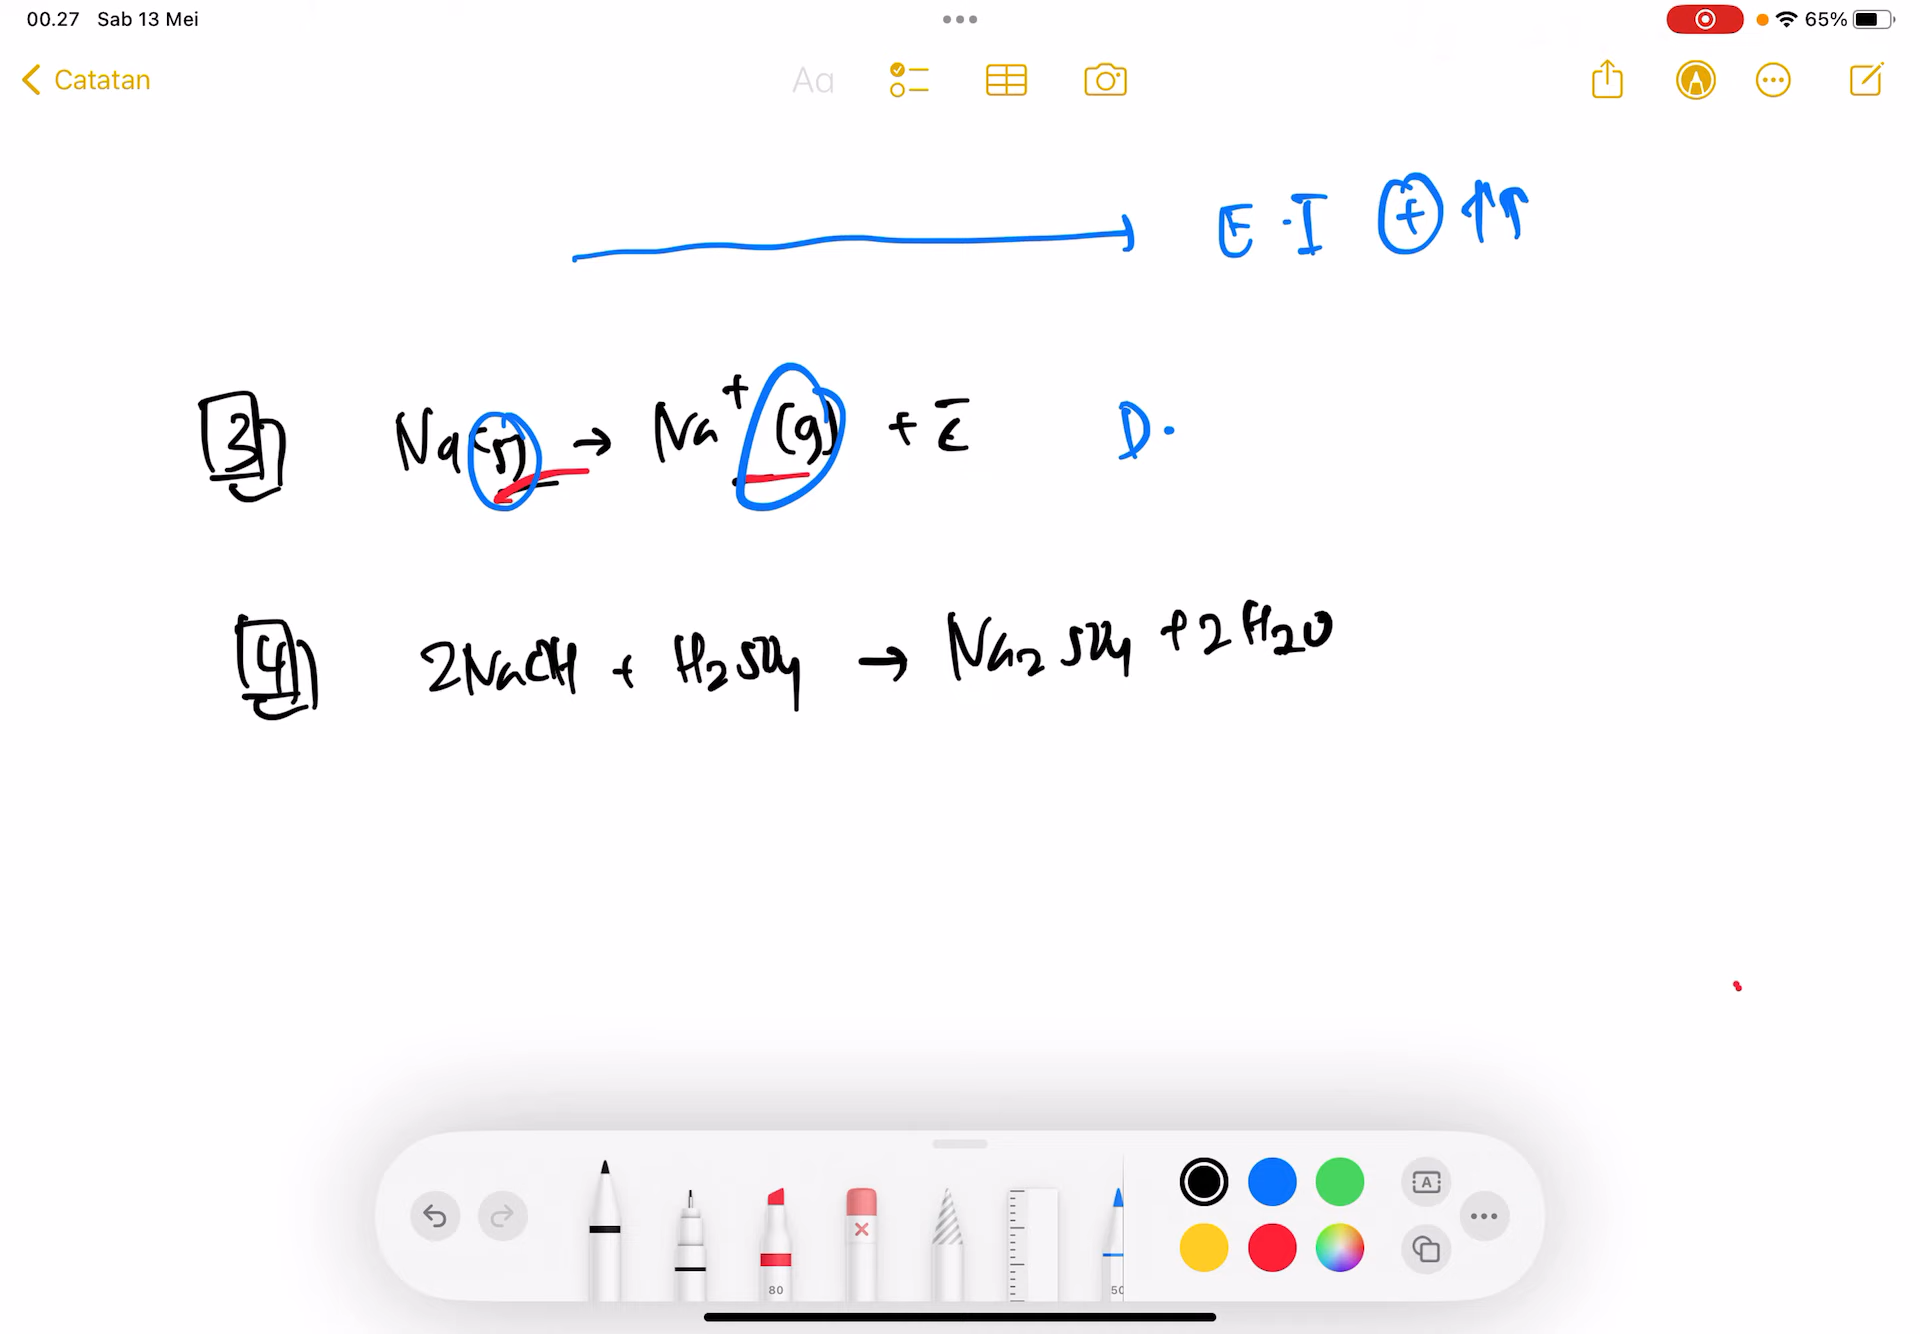 00.27 Sab 13 Mei 65%
Catatan Aa
E·I (+) ↑↑
3) Na(s) → Na⁺(g) + ē D.
4) 2NaOH + H₂SO₄ → Na₂SO₄ + 2H₂O
A
80 50